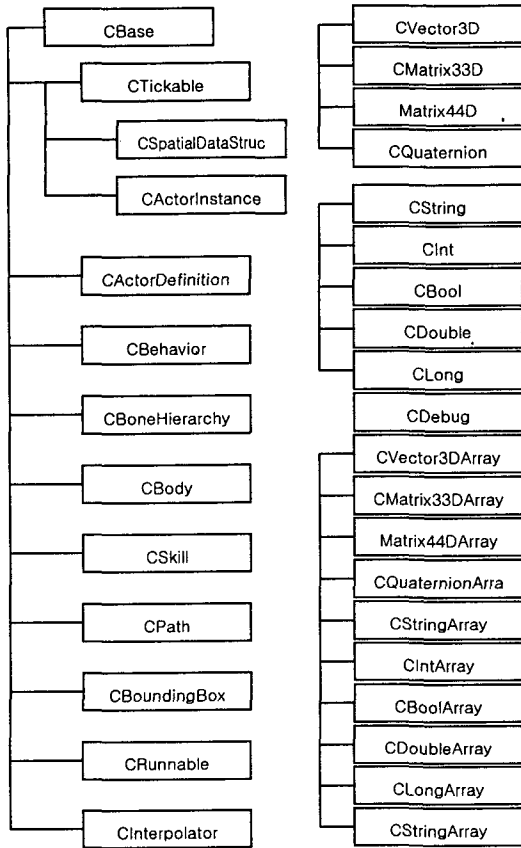 CBase
CTickable
CSpatialDataStruc
CActorInstance
CActorDefinition
CBehavior
CBoneHierarchy
CBody
CSkill
CPath
CBoundingBox
CRunnable
CInterpolator
CVector3D
CMatrix33D
Matrix44D
CQuaternion
CString
CInt
CBool
CDouble
CLong
CDebug
CVector3DArray
CMatrix33DArray
Matrix44DArray
CQuaternionArra
CStringArray
CIntArray
CBoolArray
CDoubleArray
CLongArray
CStringArray